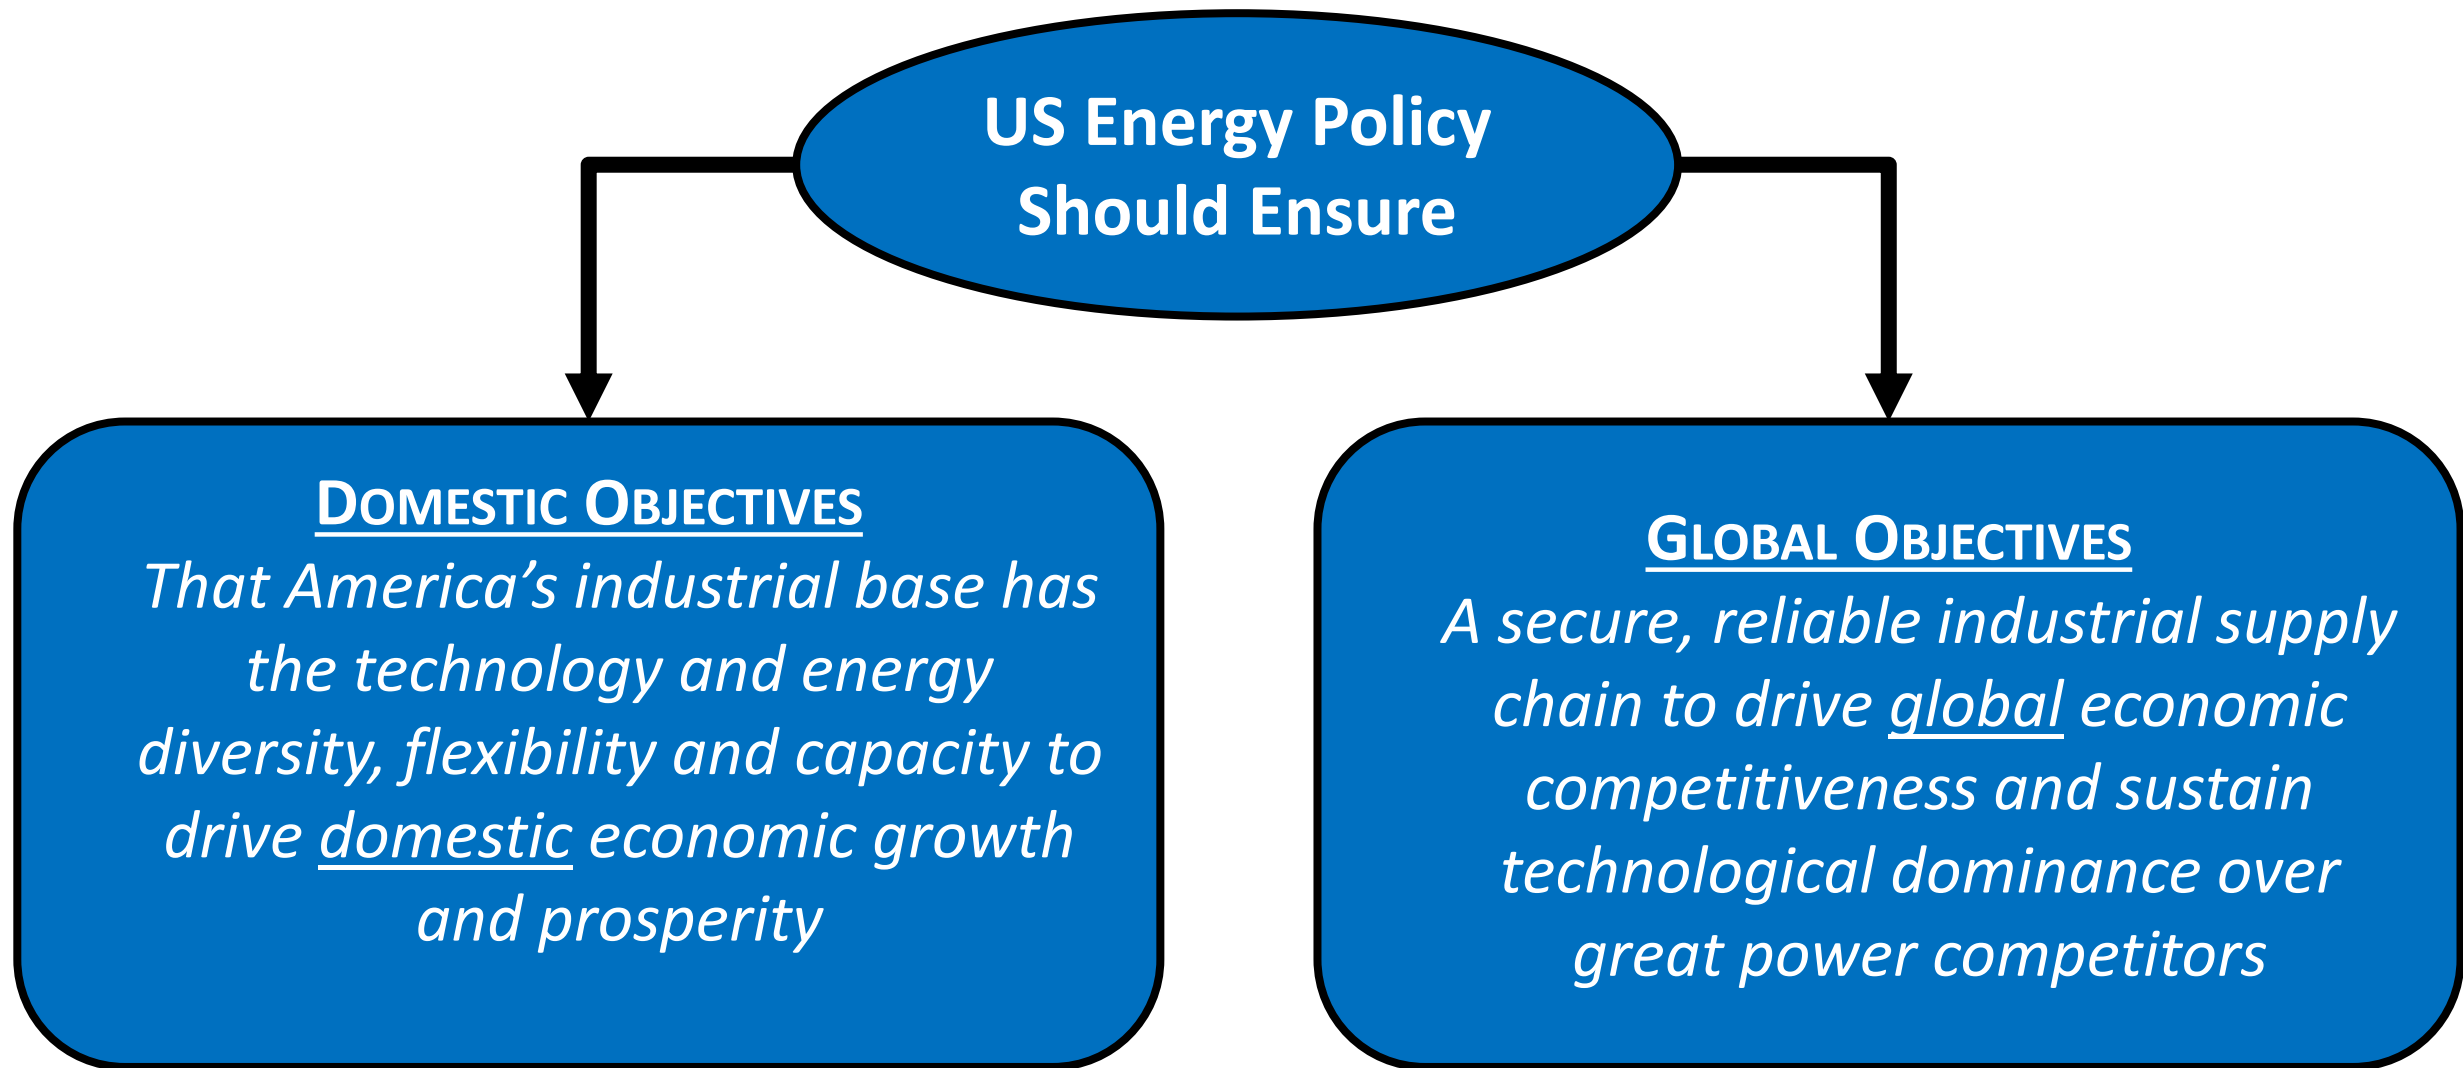 US Energy Policy
Should Ensure
DOMESTIC OBJECTIVES
That America’s industrial base has
the technology and energy
diversity, flexibility and capacity to
drive domestic economic growth
and prosperity
GLOBAL OBJECTIVES
A secure, reliable industrial supply
chain to drive global economic
competitiveness and sustain
technological dominance over
great power competitors